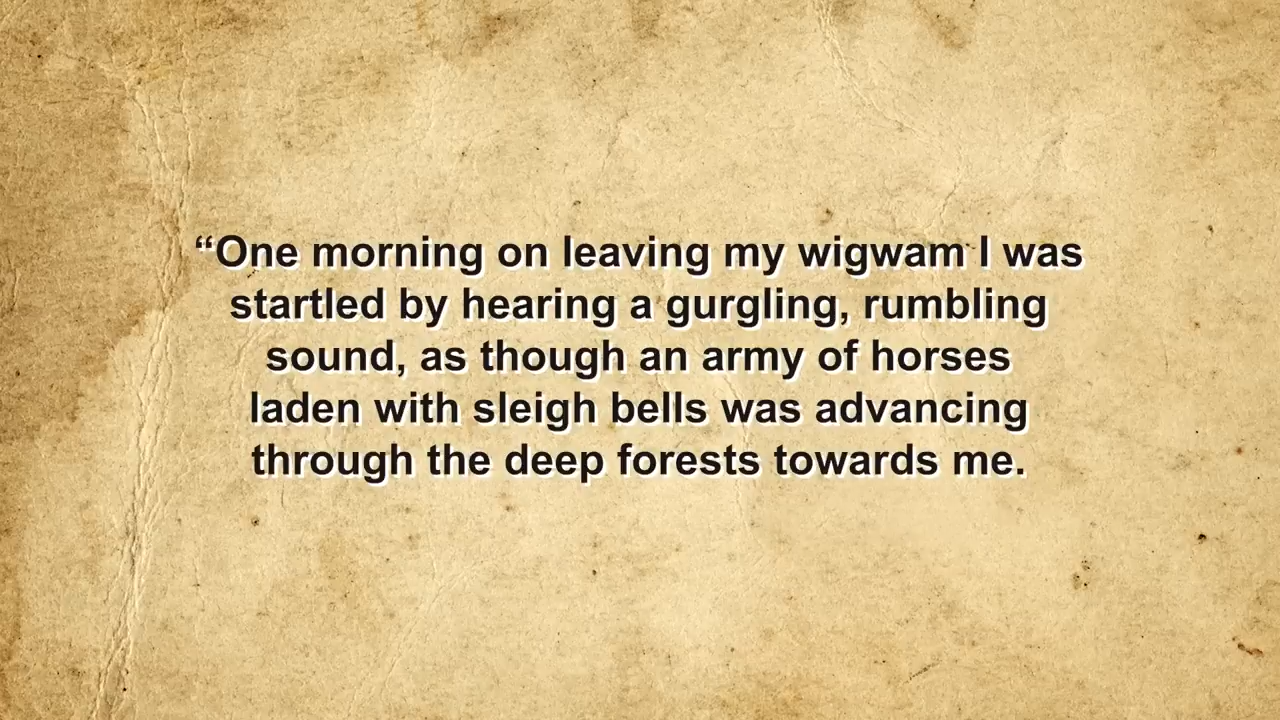 “One morning on leaving my wigwam I was
startled by hearing a gurgling, rumbling
sound, as though an army of horses
laden with sleigh bells was advancing
through the deep forests towards me.